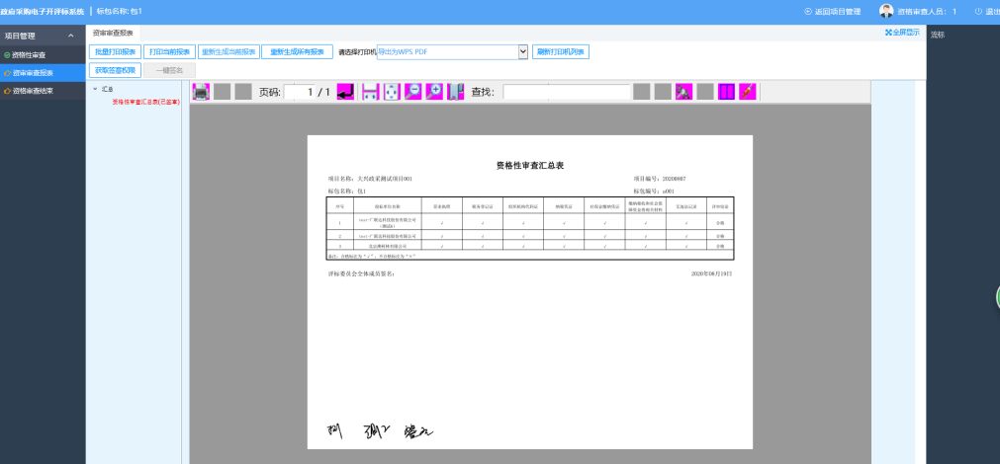 政府采购电子开评标系统 | 标包名称:包1
返回项目管理 资格审查人员：1 退出
项目管理
资格性审查
资审审查报表
资格审查结束
资审审查报表
全屏显示
流标
批量打印报表 打印当前报表 重新生成当前报表 重新生成所有报表 请选择打印机 导出为WPS PDF 刷新打印机列表
获取签章权限 一键签名
汇总
资格性审查汇总表(已签章)
页码: 1 / 1 查找:
资格性审查汇总表
项目名称：大兴政采测试项目001 项目编号：20200807
标包名称：包1 标包编号：a001
序号 投标单位名称 营业执照 税务登记证 组织机构代码证 纳税凭证 社保金缴纳凭证 无违法记录 评审结果
1 √ √ √ √ √ √ √ 合格
2 √ √ √ √ √ √ √ 合格
3 √ √ √ √ √ √ √ 合格
备注：合格标注为“√”，不合格标注为“×”
评标委员会全体成员签名：
2020年08月19日